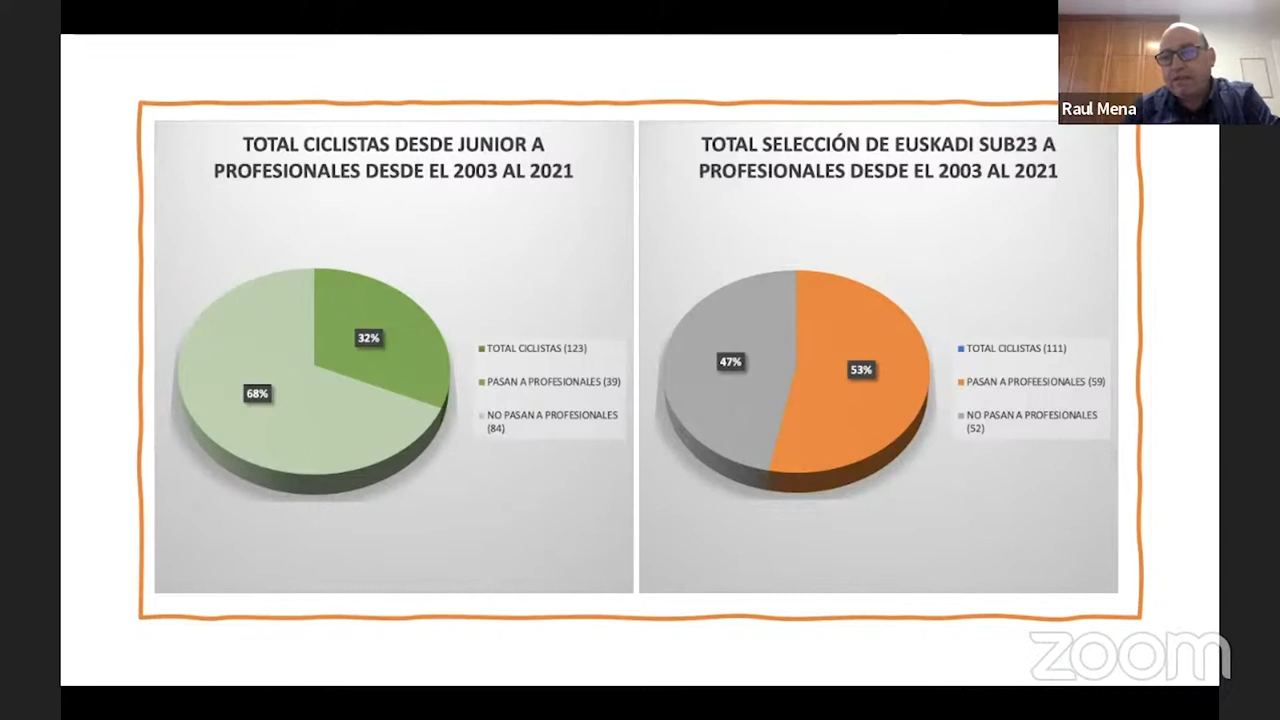 TOTAL CICLISTAS DESDE JUNIOR A
PROFESIONALES DESDE EL 2003 AL 2021
32%
68%
TOTAL CICLISTAS (123)
PASAN A PROFESIONALES (39)
NO PASAN A PROFESIONALES
(84)
TOTAL SELECCIÓN DE EUSKADI SUB23 A
PROFESIONALES DESDE EL 2003 AL 2021
47%
53%
TOTAL CICLISTAS (111)
PASAN A PROFEESIONALES (59)
NO PASAN A PROFESIONALES
(52)
Raul Mena
zoom